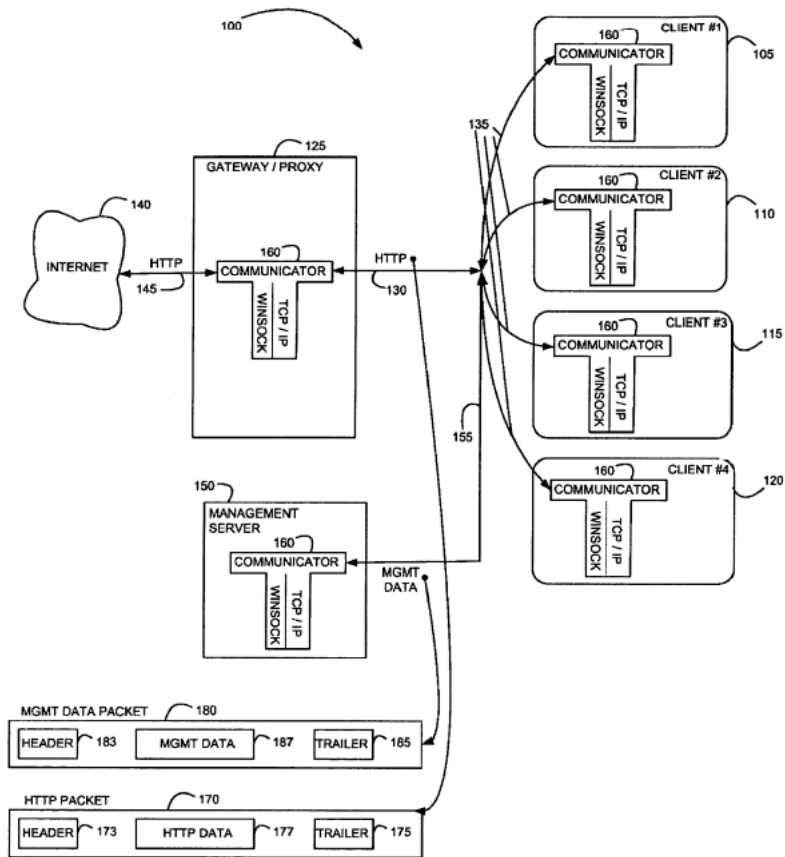 100
160
CLIENT #1
COMMUNICATOR
WINSOCK
TCP / IP
105
135
125
GATEWAY / PROXY
160
CLIENT #2
COMMUNICATOR
WINSOCK
TCP / IP
110
140
INTERNET
HTTP
145
160
COMMUNICATOR
WINSOCK
TCP / IP
HTTP
130
160
CLIENT #3
COMMUNICATOR
WINSOCK
TCP / IP
115
155
160
CLIENT #4
COMMUNICATOR
WINSOCK
TCP / IP
120
150
MANAGEMENT
SERVER
160
COMMUNICATOR
WINSOCK
TCP / IP
MGMT
DATA
MGMT DATA PACKET
180
HEADER
183
MGMT DATA
187
TRAILER
185
HTTP PACKET
170
HEADER
173
HTTP DATA
177
TRAILER
175